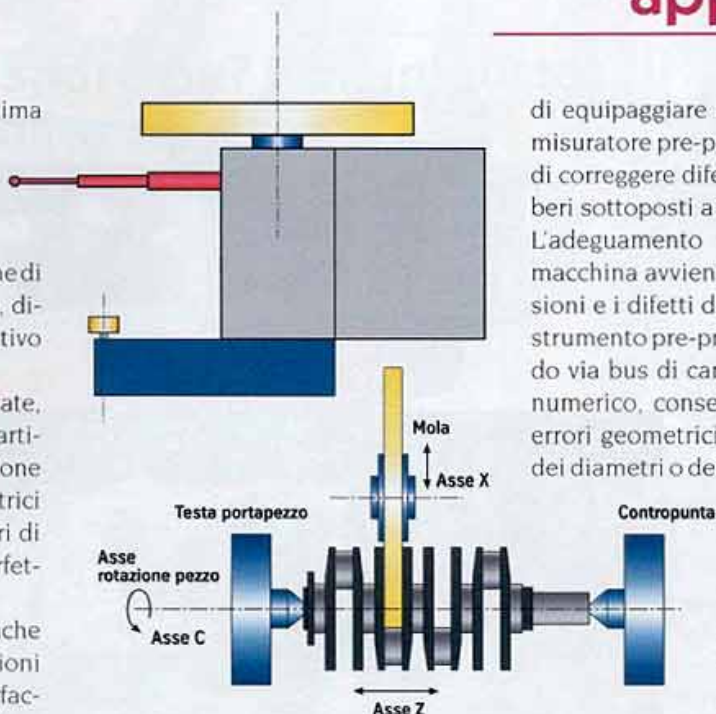 app
ima
ne di
, di-
tivo
ate,
arti-
one
trici
ri di
rfet-
che
ioni
fac-
di equipaggiare
misuratore pre-p
di correggere dife
beri sottoposti a
L'adeguamento
macchina avvien
sioni e i difetti d
strumento pre-pr
do via bus di car
numerico, conse
errori geometrici
dei diametri o de
Mola
Asse X
Testa portapezzo
Contropunta
Asse
rotazione pezzo
Asse C
Asse Z